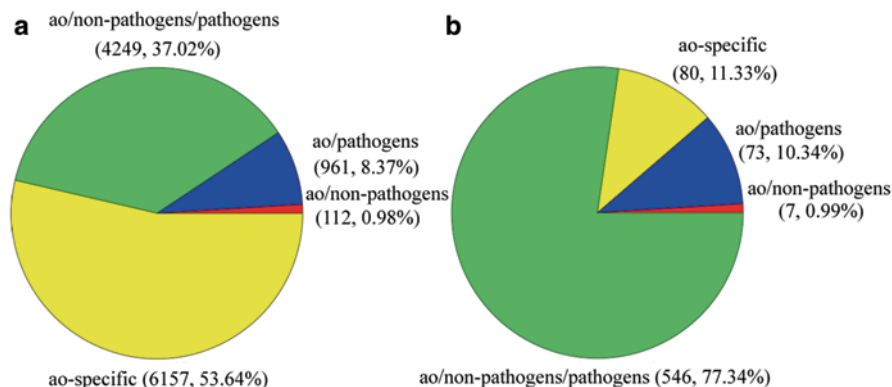 a
ao/non-pathogens/pathogens
(4249, 37.02%)
ao/pathogens
(961, 8.37%)
ao/non-pathogens
(112, 0.98%)
ao-specific (6157, 53.64%)
b
ao-specific
(80, 11.33%)
ao/pathogens
(73, 10.34%)
ao/non-pathogens
(7, 0.99%)
ao/non-pathogens/pathogens (546, 77.34%)